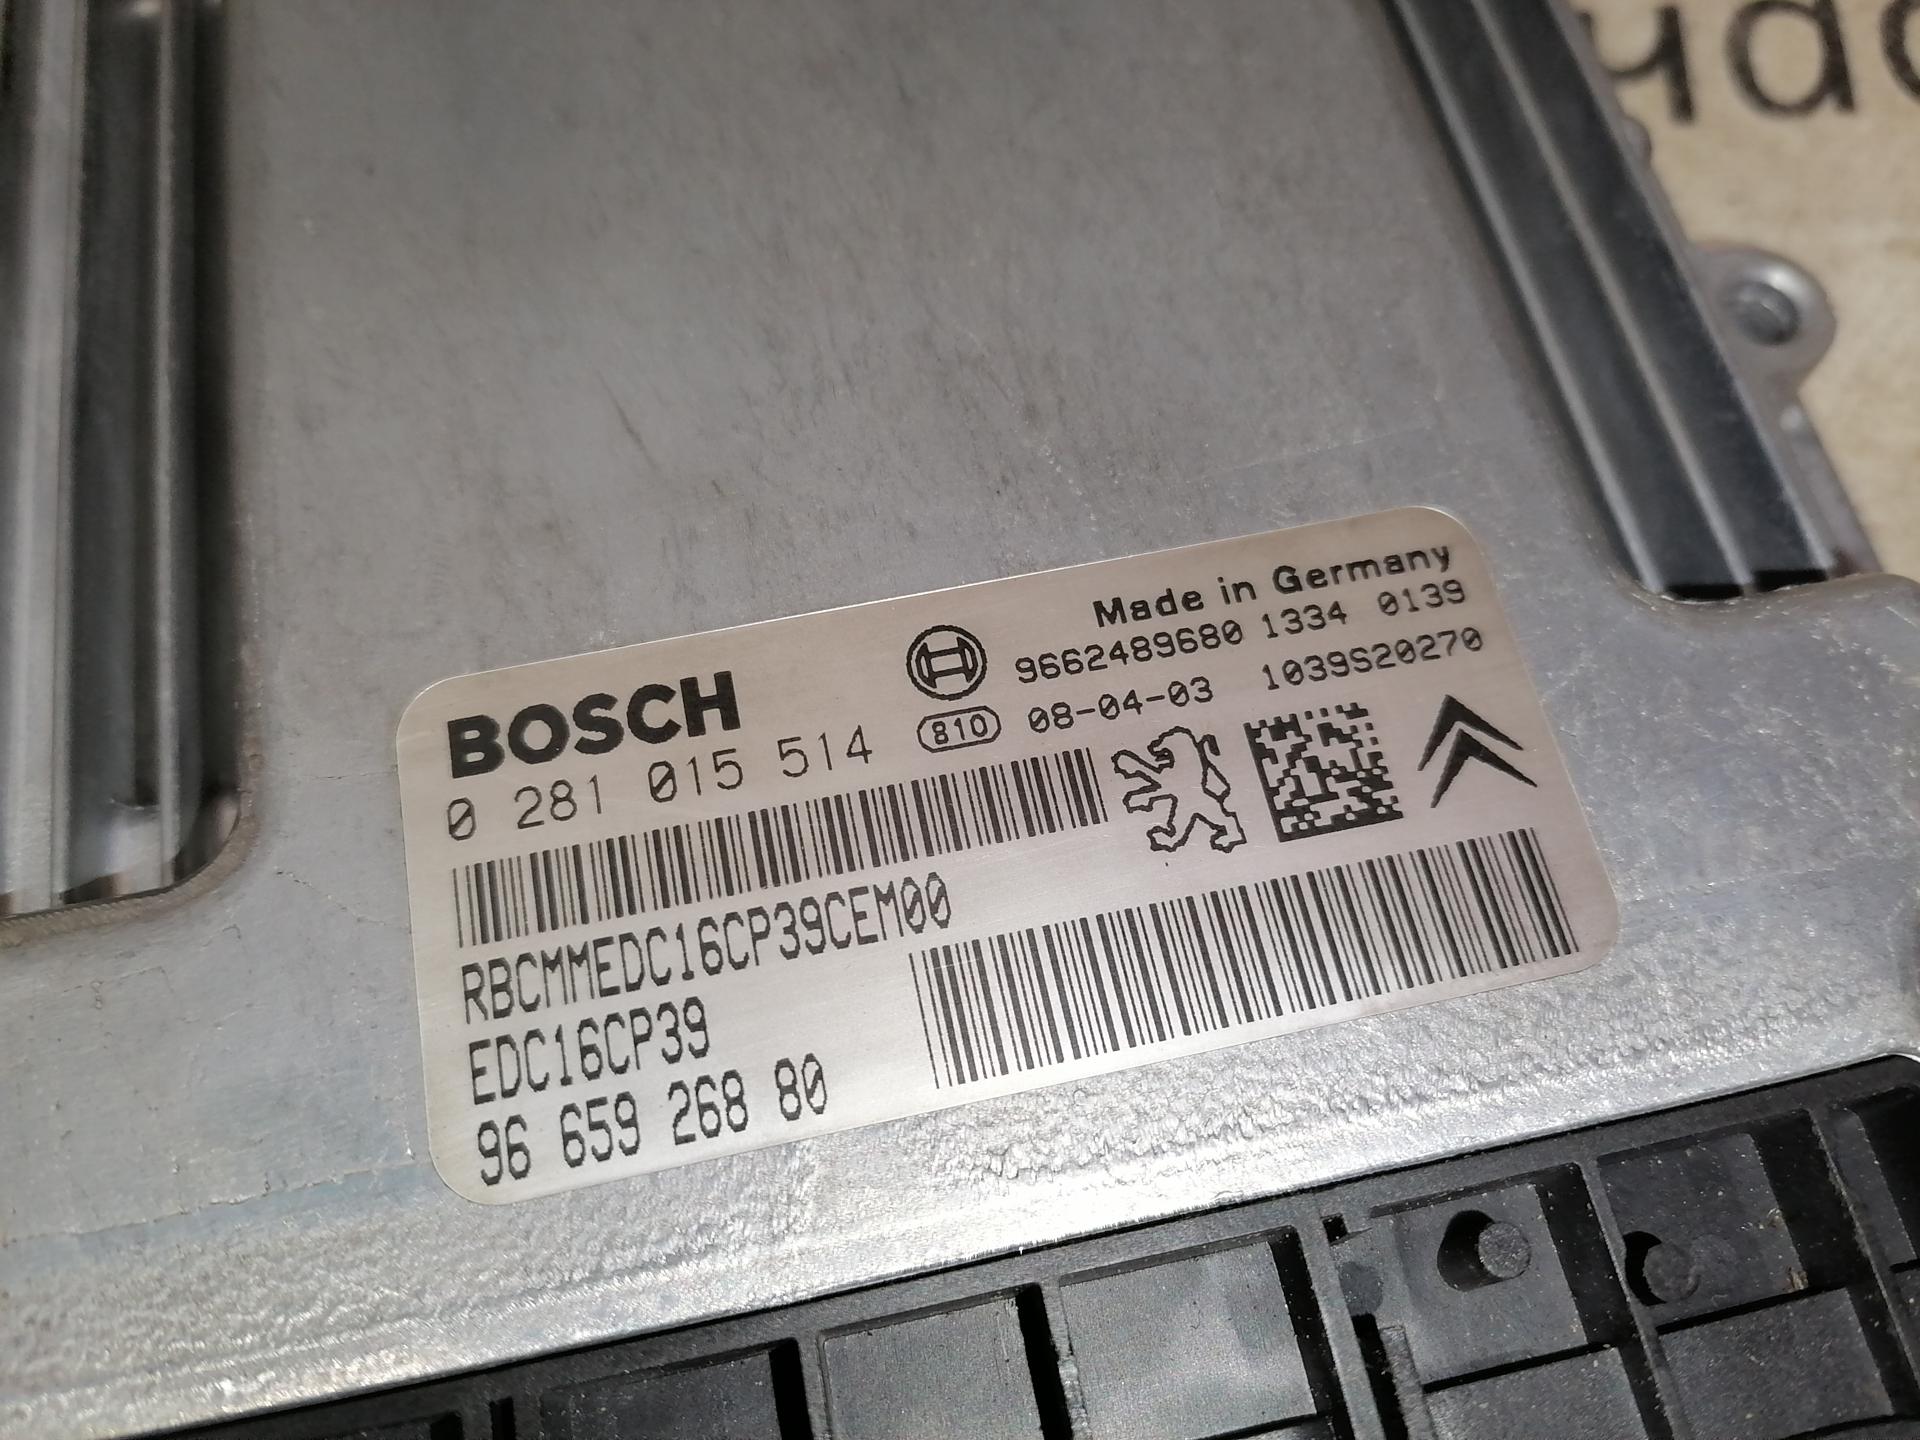 Made in Germany
9662489680 1334 0139
BOSCH
810 08-04-03 1039S20270
0 281 015 514
RBCMMEDC16CP39CEM00
EDC16CP39
96 659 268 80